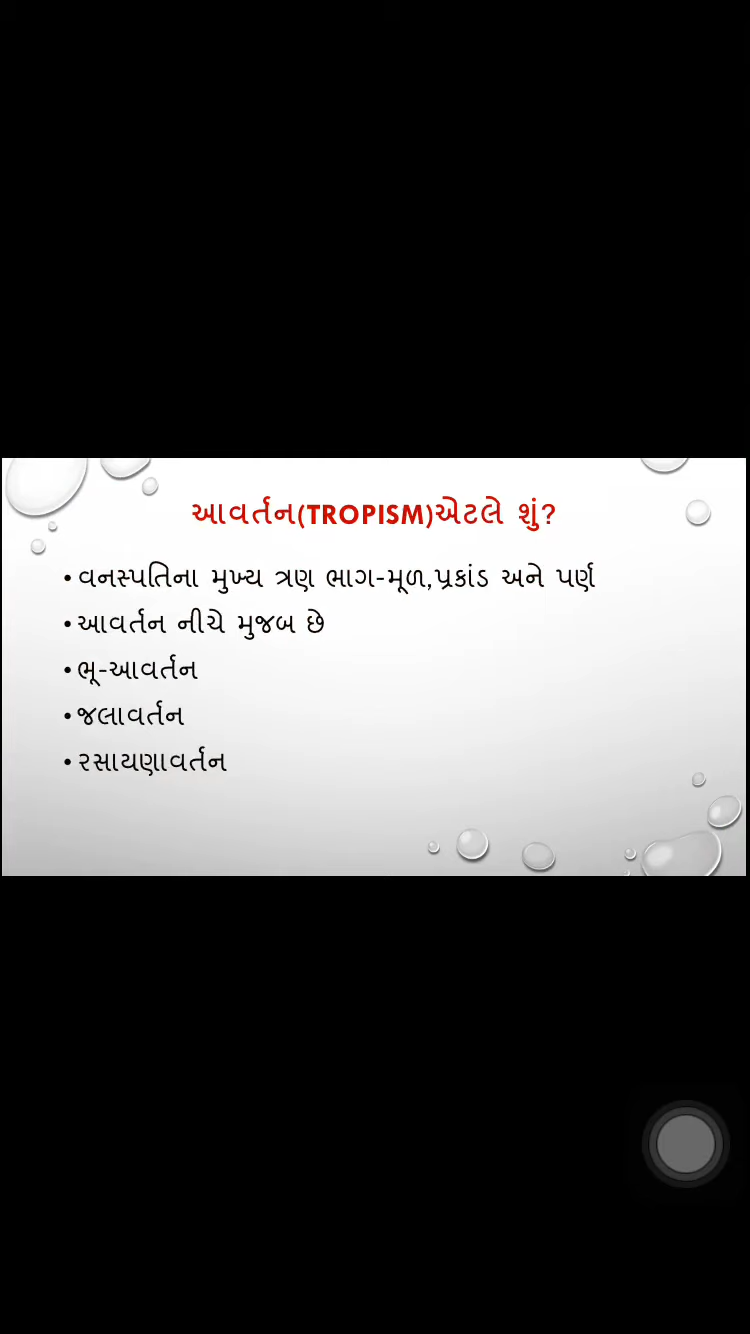 આવર્તન(TROPISM)એટલે શું?
• વનસ્પતિના મુખ્ય ત્રણ ભાગ-મૂળ,પ્રકાંડ અને પર્ણ
• આવર્તન નીચે મુજબ છે
• ભૂ-આવર્તન
• જલાવર્તન
• રસાયણાવર્તન